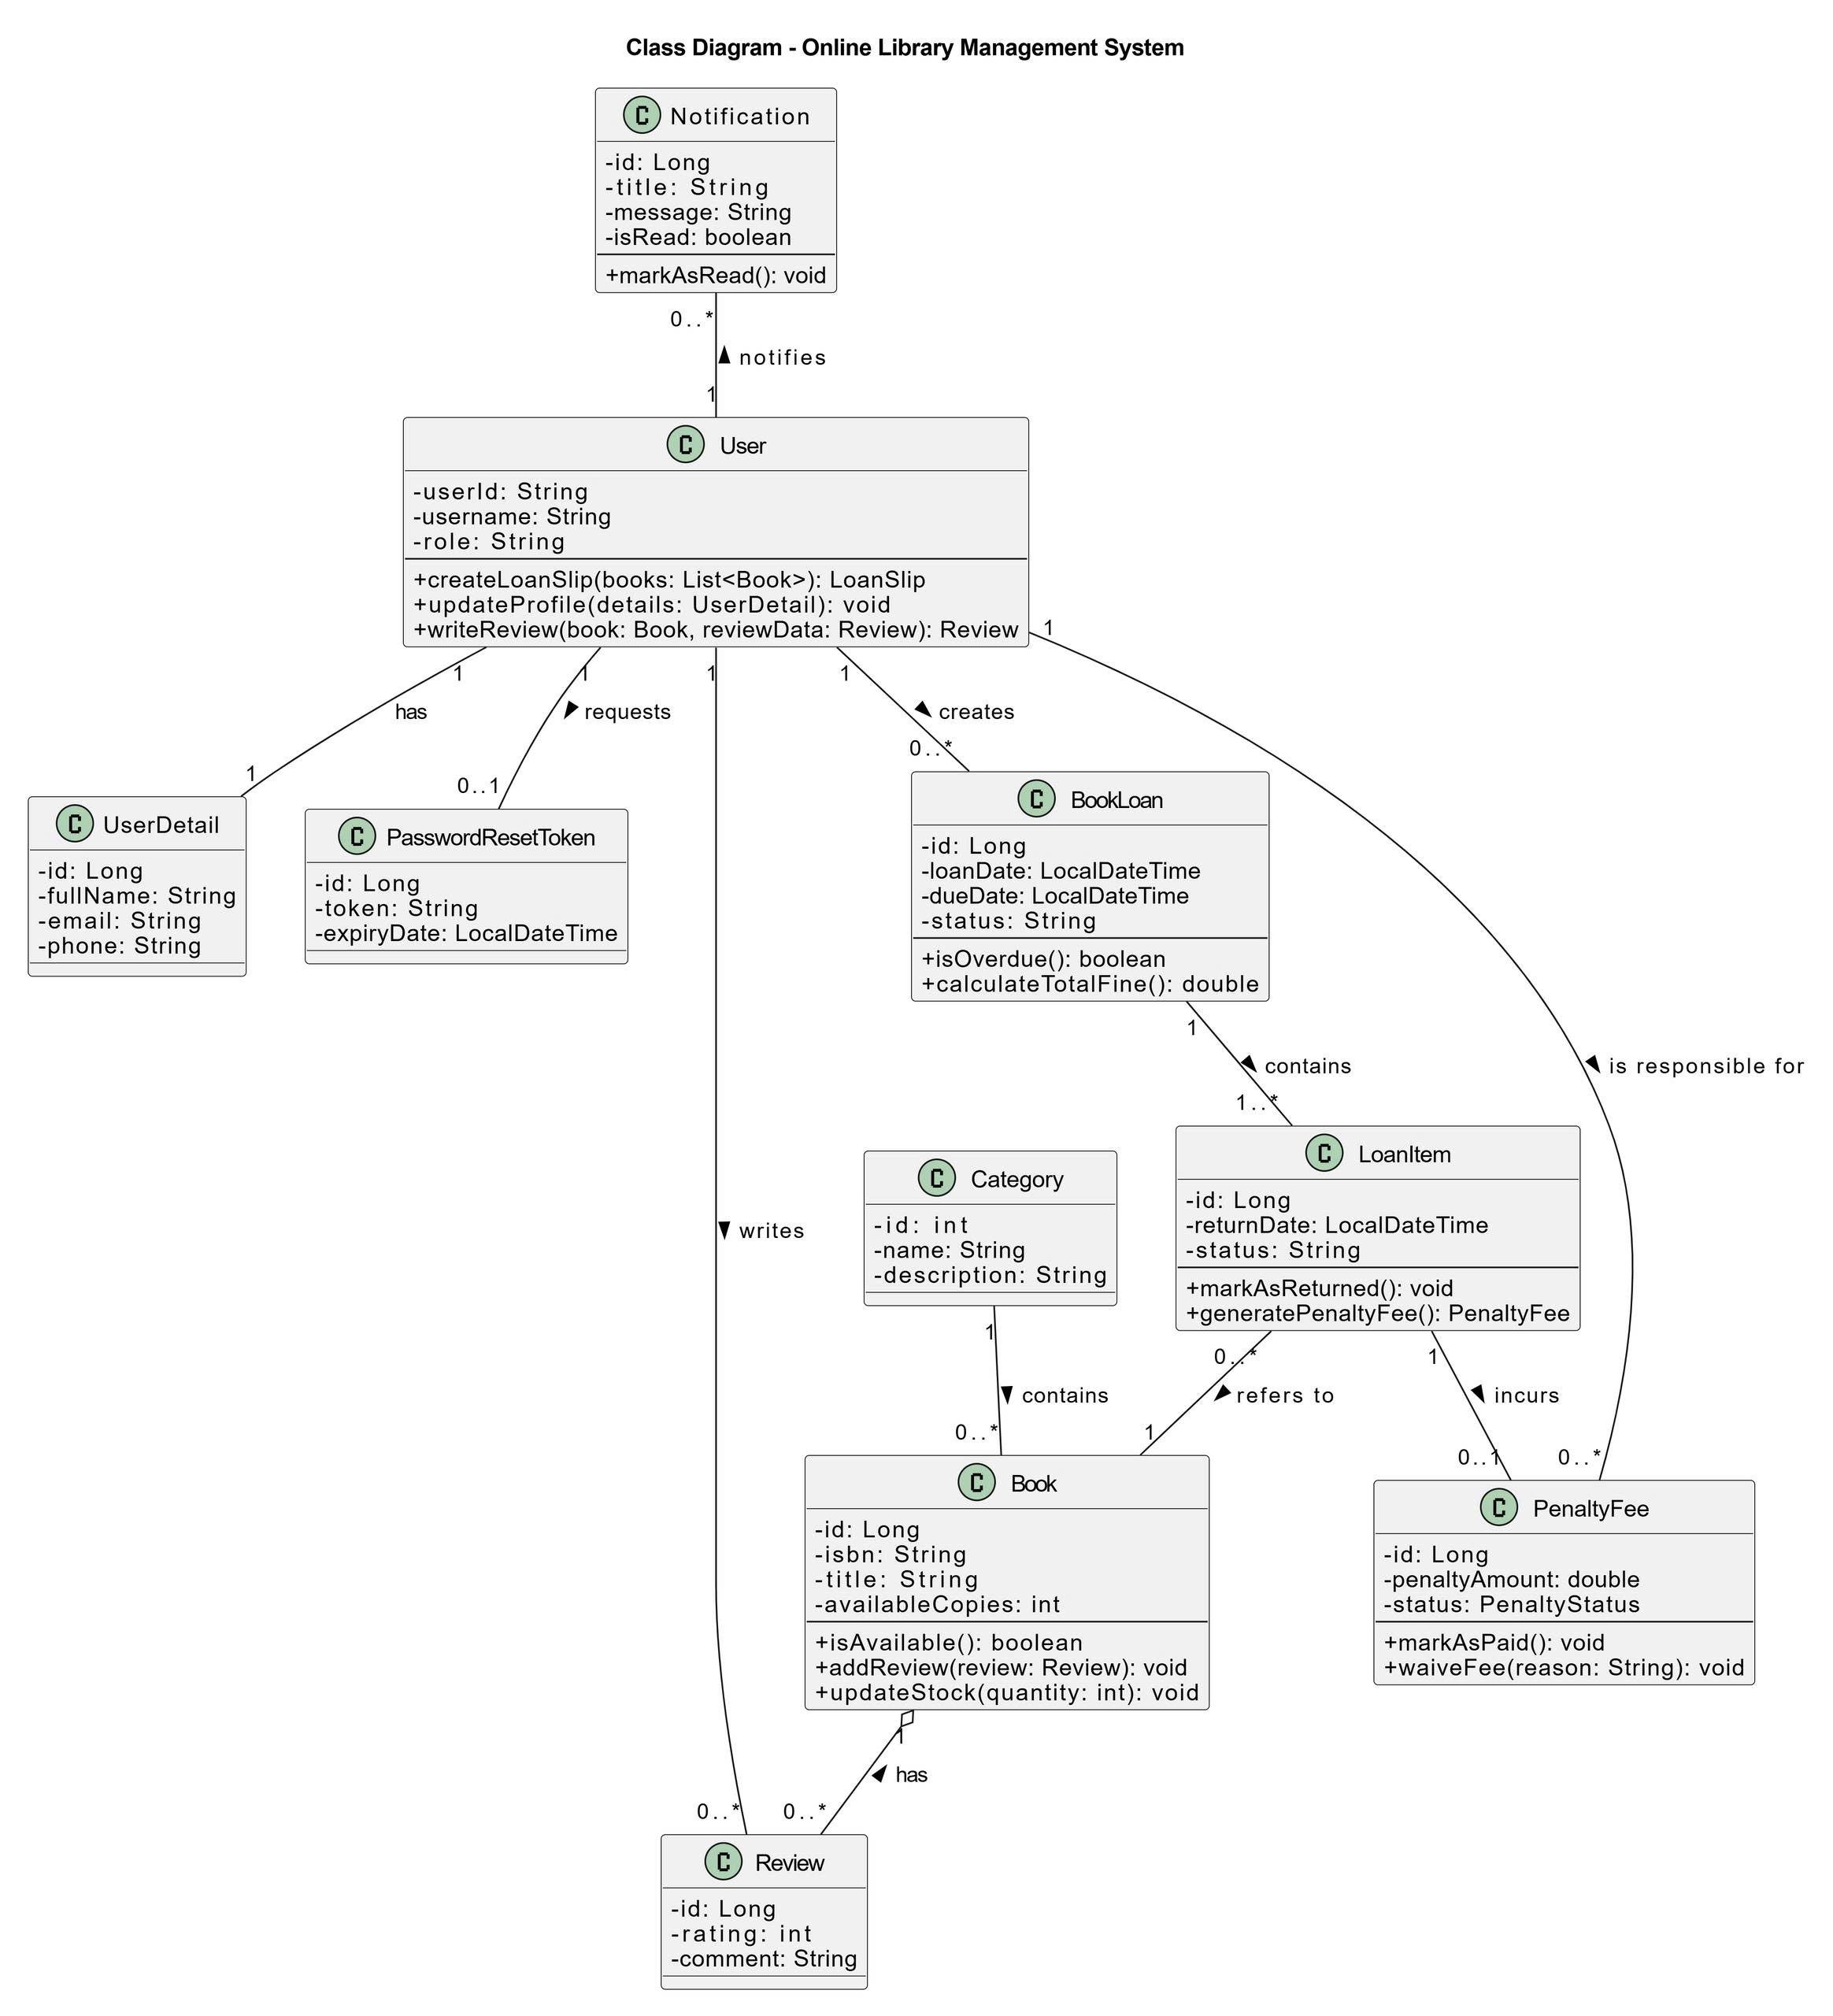 Class Diagram - Online Library Management System
C Notification
-id: Long
-title: String
-message: String
-isRead: boolean
+markAsRead(): void
0..*
notifies
1
C User
-userId: String
-username: String
-role: String
+createLoanSlip(books: List<Book>): LoanSlip
+updateProfile(details: UserDetail): void
+writeReview(book: Book, reviewData: Review): Review
1
1
1
1
1
has
requests
creates
1
0..1
0..*
C UserDetail
-id: Long
-fullName: String
-email: String
-phone: String
C PasswordResetToken
-id: Long
-token: String
-expiryDate: LocalDateTime
C BookLoan
-id: Long
-loanDate: LocalDateTime
-dueDate: LocalDateTime
-status: String
+isOverdue(): boolean
+calculateTotalFine(): double
1
contains
is responsible for
1..*
writes
C Category
-id: int
-name: String
-description: String
C LoanItem
-id: Long
-returnDate: LocalDateTime
-status: String
+markAsReturned(): void
+generatePenaltyFee(): PenaltyFee
1
0..*
1
contains
refers to
incurs
0..*
1
0..1
0..*
C Book
-id: Long
-isbn: String
-title: String
-availableCopies: int
+isAvailable(): boolean
+addReview(review: Review): void
+updateStock(quantity: int): void
C PenaltyFee
-id: Long
-penaltyAmount: double
-status: PenaltyStatus
+markAsPaid(): void
+waiveFee(reason: String): void
1
has
0..*
0..*
C Review
-id: Long
-rating: int
-comment: String